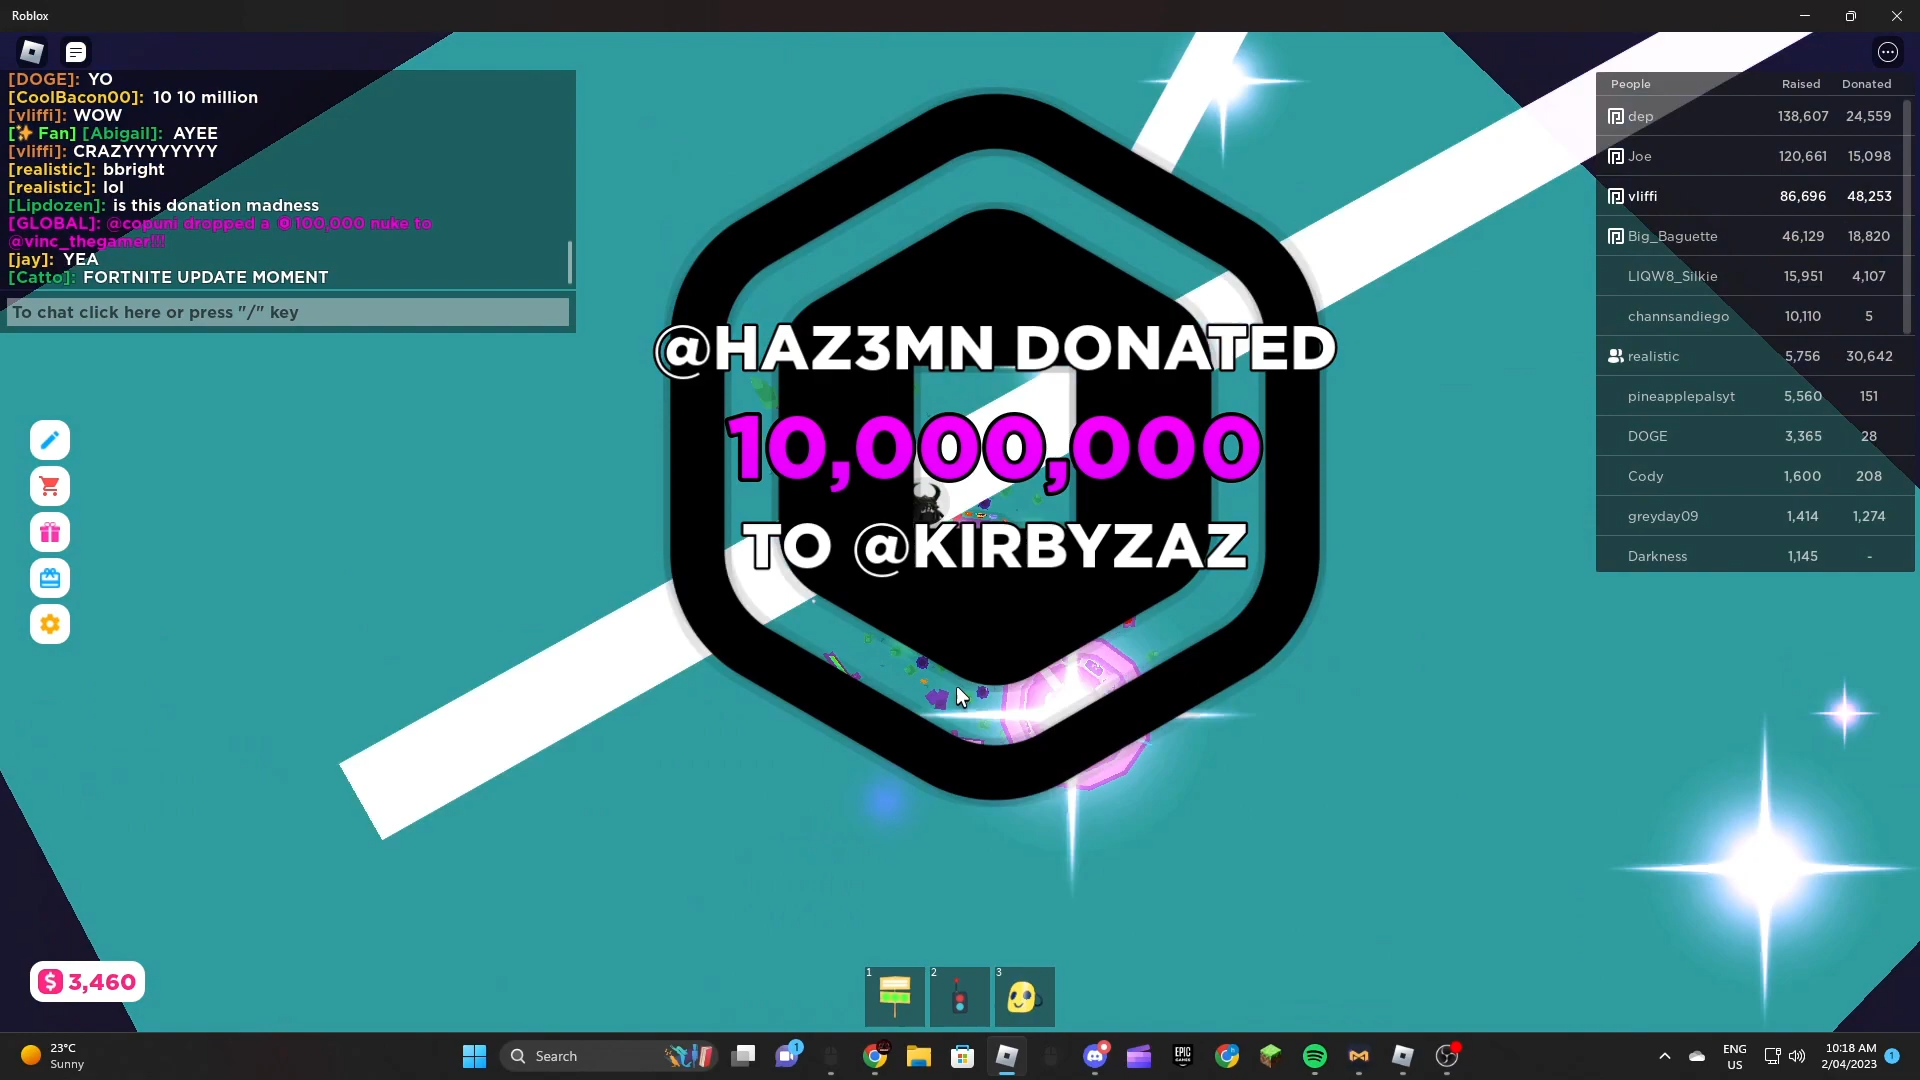 Roblox
[DOGE]: YO
[CoolBacon00]: 10 10 million
[vliffi]: WOW
[✨ Fan] [Abigail]: AYEE
[vliffi]: CRAZYYYYYYYY
[realistic]: bbright
[realistic]: lol
[Lipdozen]: is this donation madness
[GLOBAL]: @copuni dropped a 100,000 nuke to
@vinc_thegamer!!!
[jay]: YEA
[Catto]: FORTNITE UPDATE MOMENT
To chat click here or press "/" key
@HAZ3MN DONATED
10,000,000
TO @KIRBYZAZ
People Raised Donated
dep 138,607 24,559
Joe 120,661 15,098
vliffi 86,696 48,253
Big_Baguette 46,129 18,820
LIQW8_Silkie 15,951 4,107
channsandiego 10,110 5
realistic 5,756 30,642
pineapplepalsyt 5,560 151
DOGE 3,365 28
Cody 1,600 208
greyday09 1,414 1,274
Darkness 1,145 -
$ 3,460
1 2 3
23°C
Sunny
Search
1
EPIC
GAMES
ENG
US
10:18 AM
2/04/2023
1